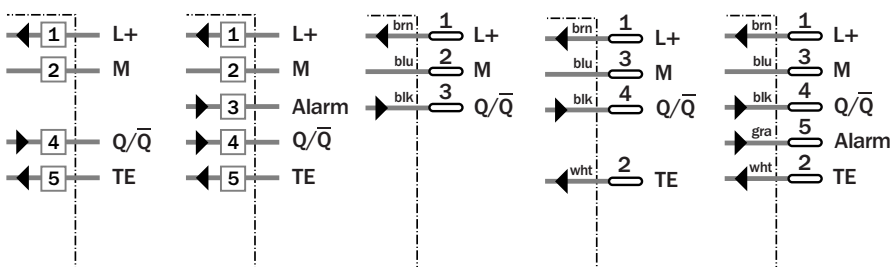 1 L+
2 M
4 Q/Q̅
5 TE
1 L+
2 M
3 Alarm
4 Q/Q̅
5 TE
brn 1 L+
blu 2 M
blk 3 Q/Q̅
brn 1 L+
blu 3 M
blk 4 Q/Q̅
wht 2 TE
brn 1 L+
blu 3 M
blk 4 Q/Q̅
gra 5 Alarm
wht 2 TE